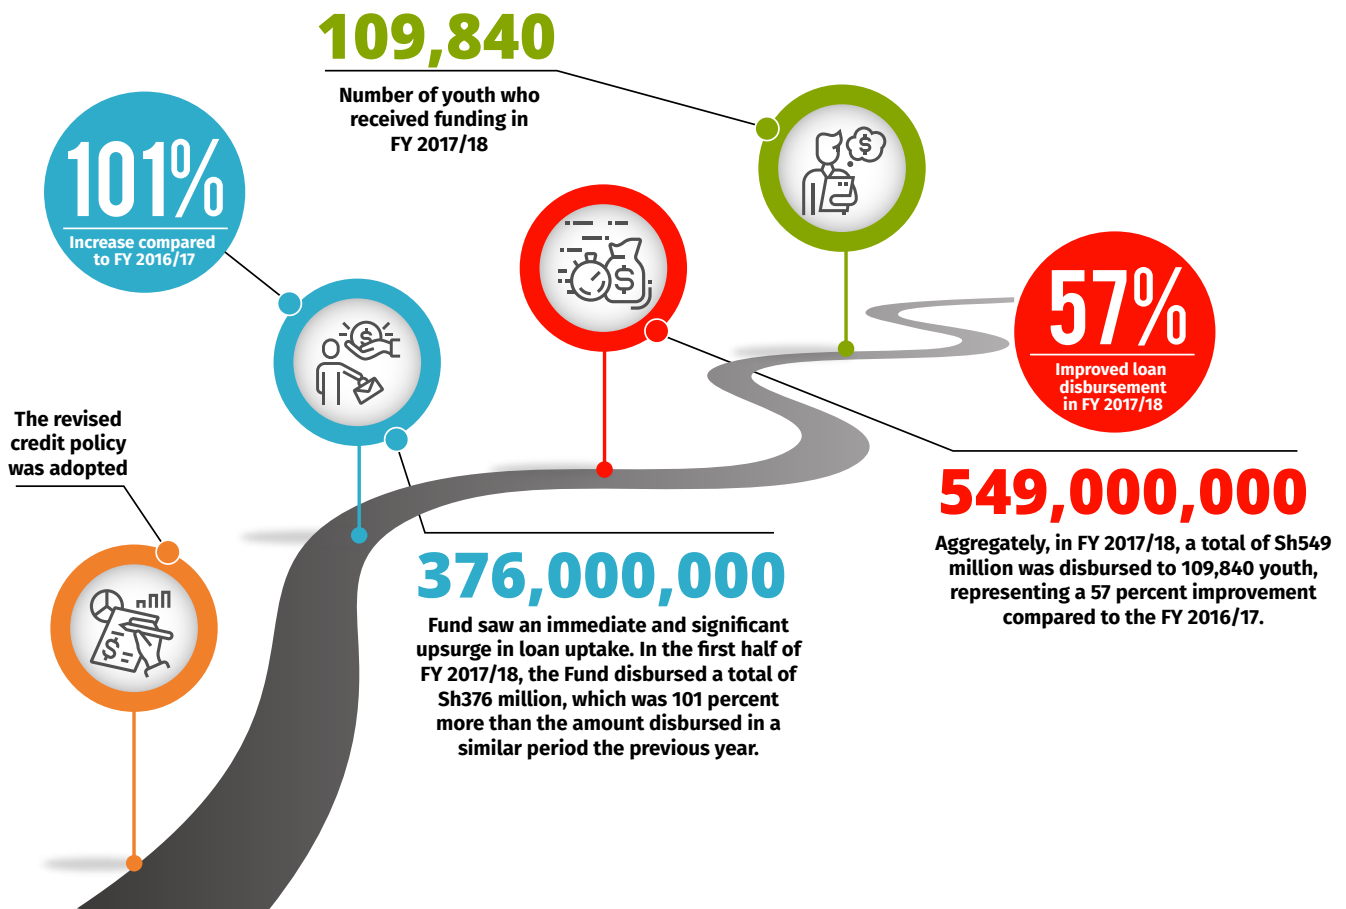 109,840
Number of youth who
received funding in
FY 2017/18
101%
Increase compared
to FY 2016/17
57%
Improved loan
disbursement
in FY 2017/18
The revised
credit policy
was adopted
549,000,000
Aggregately, in FY 2017/18, a total of Sh549
million was disbursed to 109,840 youth,
representing a 57 percent improvement
compared to the FY 2016/17.
376,000,000
Fund saw an immediate and significant
upsurge in loan uptake. In the first half of
FY 2017/18, the Fund disbursed a total of
Sh376 million, which was 101 percent
more than the amount disbursed in a
similar period the previous year.